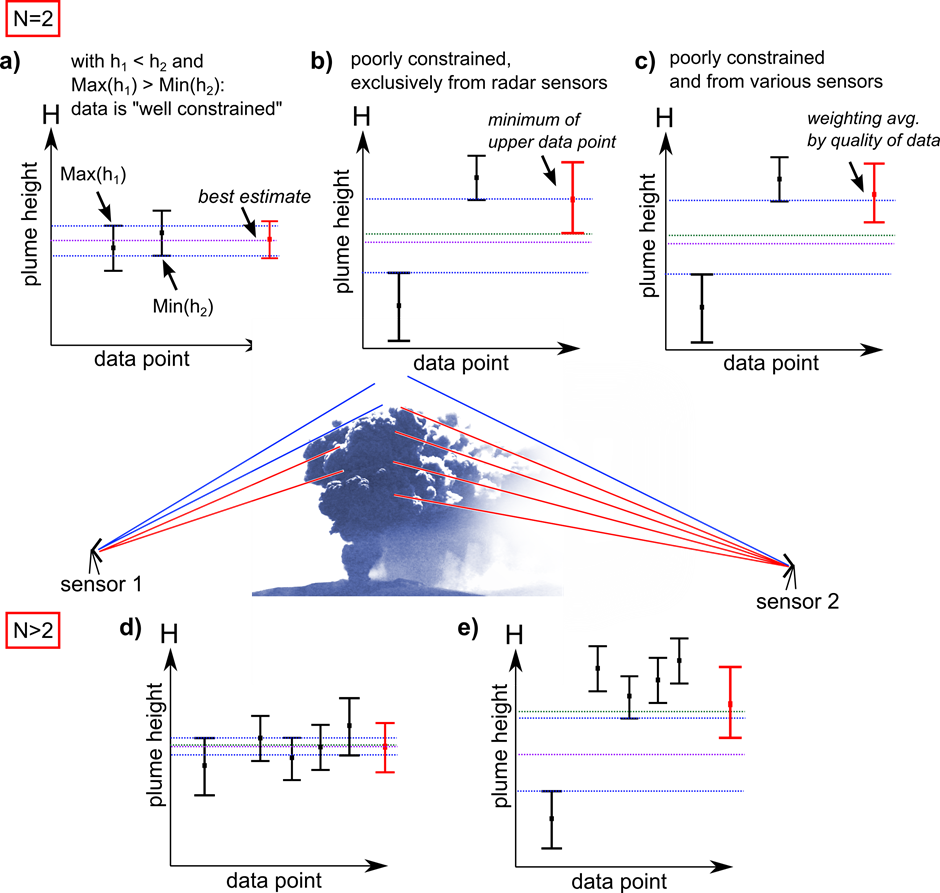 N=2
a)
with h₁ < h₂ and
Max(h₁) > Min(h₂):
data is "well constrained"
H
plume height
Max(h₁)
best estimate
Min(h₂)
data point
b)
poorly constrained,
exclusively from radar sensors
H
plume height
minimum of
upper data point
data point
c)
poorly constrained
and from various sensors
H
plume height
weighting avg.
by quality of data
data point
sensor 1
sensor 2
N>2
d)
H
plume height
data point
e)
H
plume height
data point